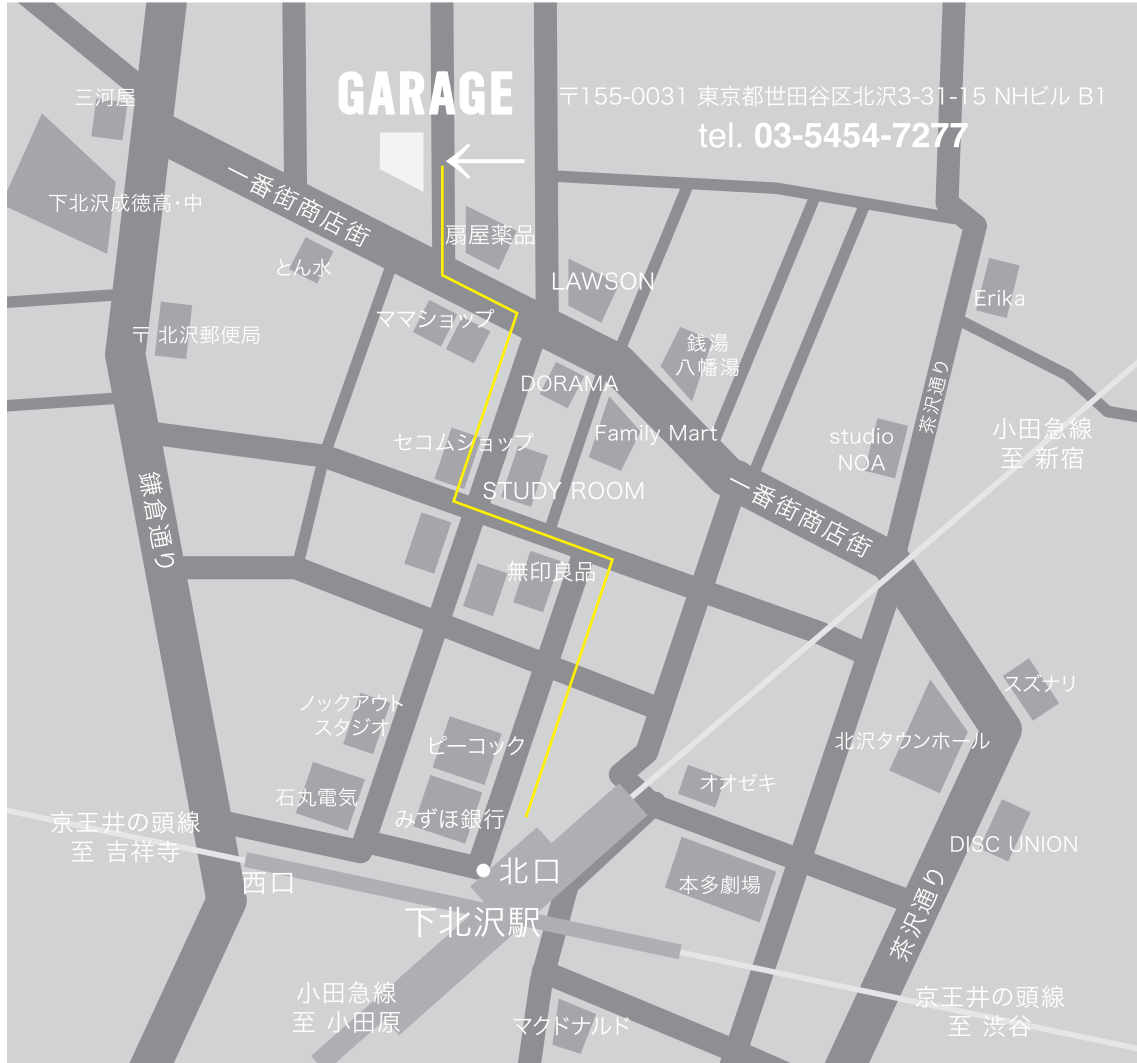 GARAGE
〒155-0031 東京都世田谷区北沢3-31-15 NHビル B1
tel. 03-5454-7277
三河屋
下北沢成徳高・中
一番街商店街
扇屋薬品
とん水
LAWSON
Erika
ママショップ
〒 北沢郵便局
銭湯
八幡湯
DORAMA
茶沢通り
Family Mart
セコムショップ
studio
NOA
小田急線
至 新宿
STUDY ROOM
一番街商店街
鎌倉通り
無印良品
スズナリ
ノックアウト
スタジオ
ピーコック
北沢タウンホール
オオゼキ
石丸電気
みずほ銀行
京王井の頭線
至 吉祥寺
DISC UNION
西口
北口
本多劇場
下北沢駅
茶沢通り
小田急線
至 小田原
マクドナルド
京王井の頭線
至 渋谷